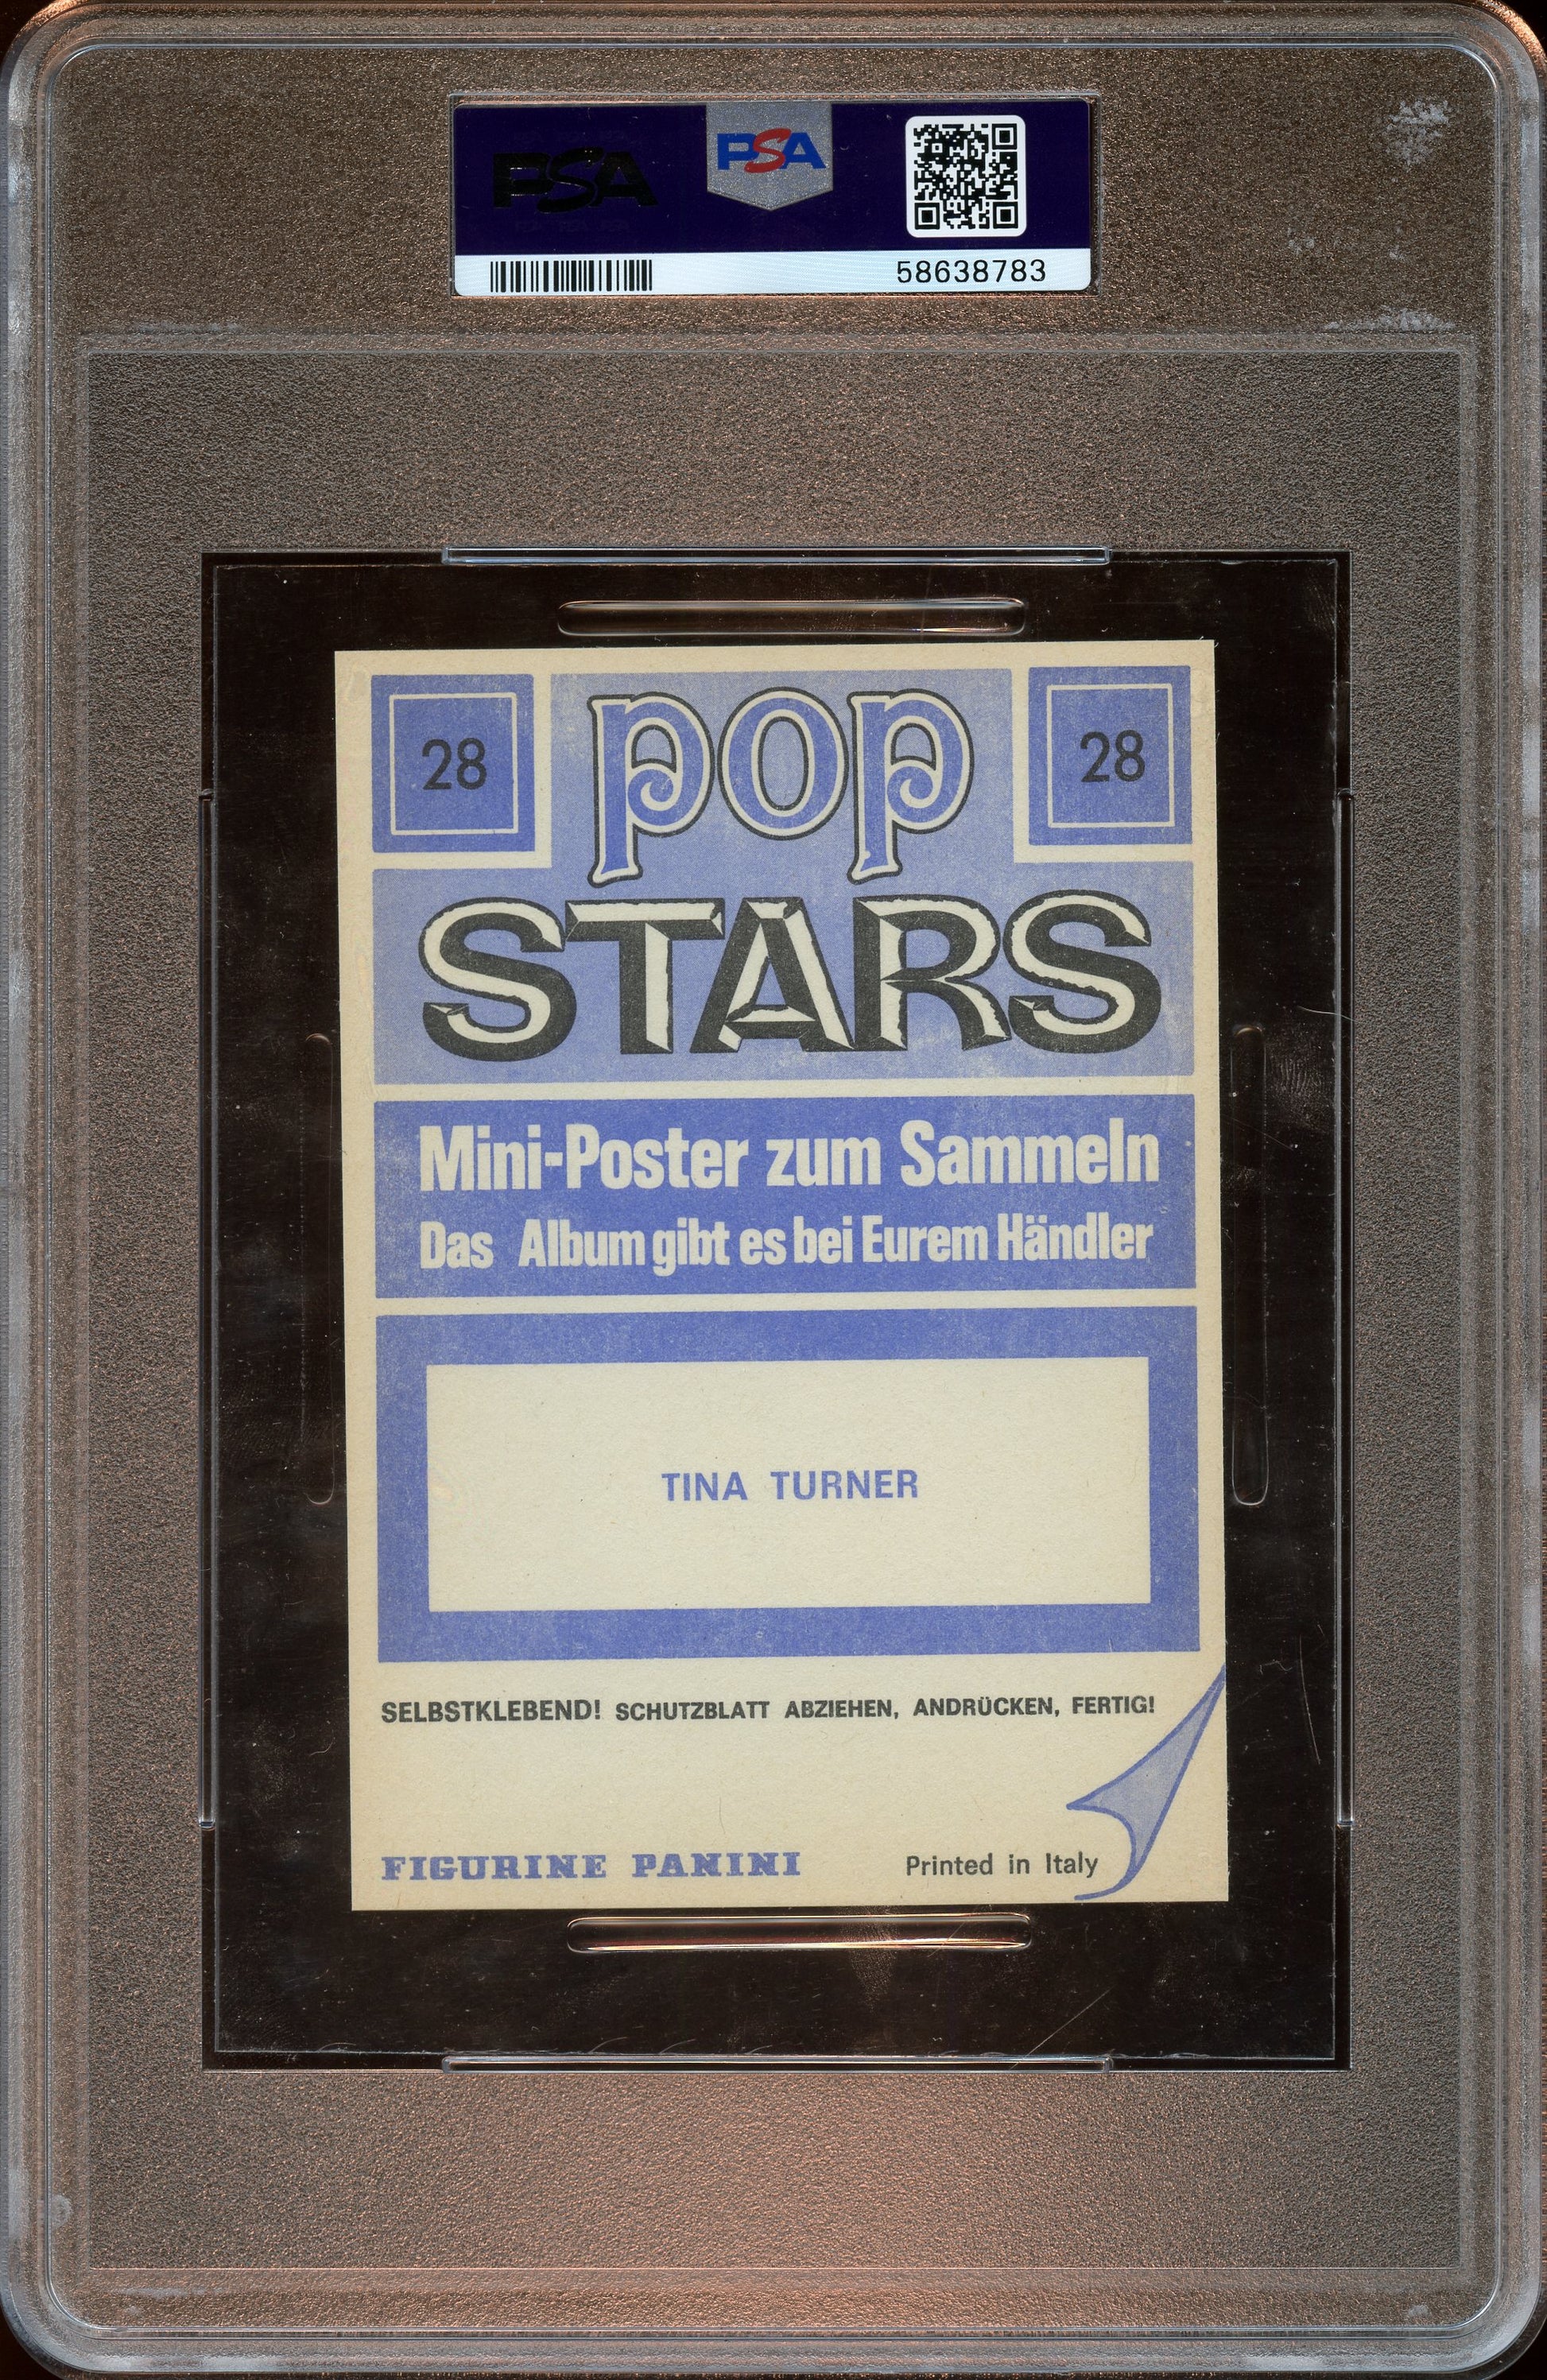 PSA
PSA
58638783
28
pop
28
STARS
Mini-Poster zum Sammeln
Das Album gibt es bei Eurem Händler
TINA TURNER
SELBSTKLEBEND! SCHUTZBLATT ABZIEHEN, ANDRÜCKEN, FERTIG!
FIGURINE PANINI
Printed in Italy